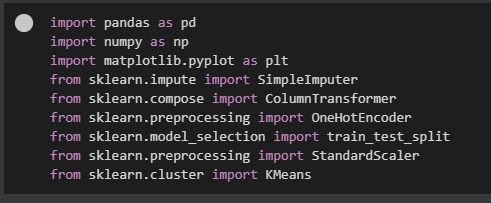 import pandas as pd
import numpy as np
import matplotlib.pyplot as plt
from sklearn.impute import SimpleImputer
from sklearn.compose import ColumnTransformer
from sklearn.preprocessing import OneHotEncoder
from sklearn.model_selection import train_test_split
from sklearn.preprocessing import StandardScaler
from sklearn.cluster import KMeans